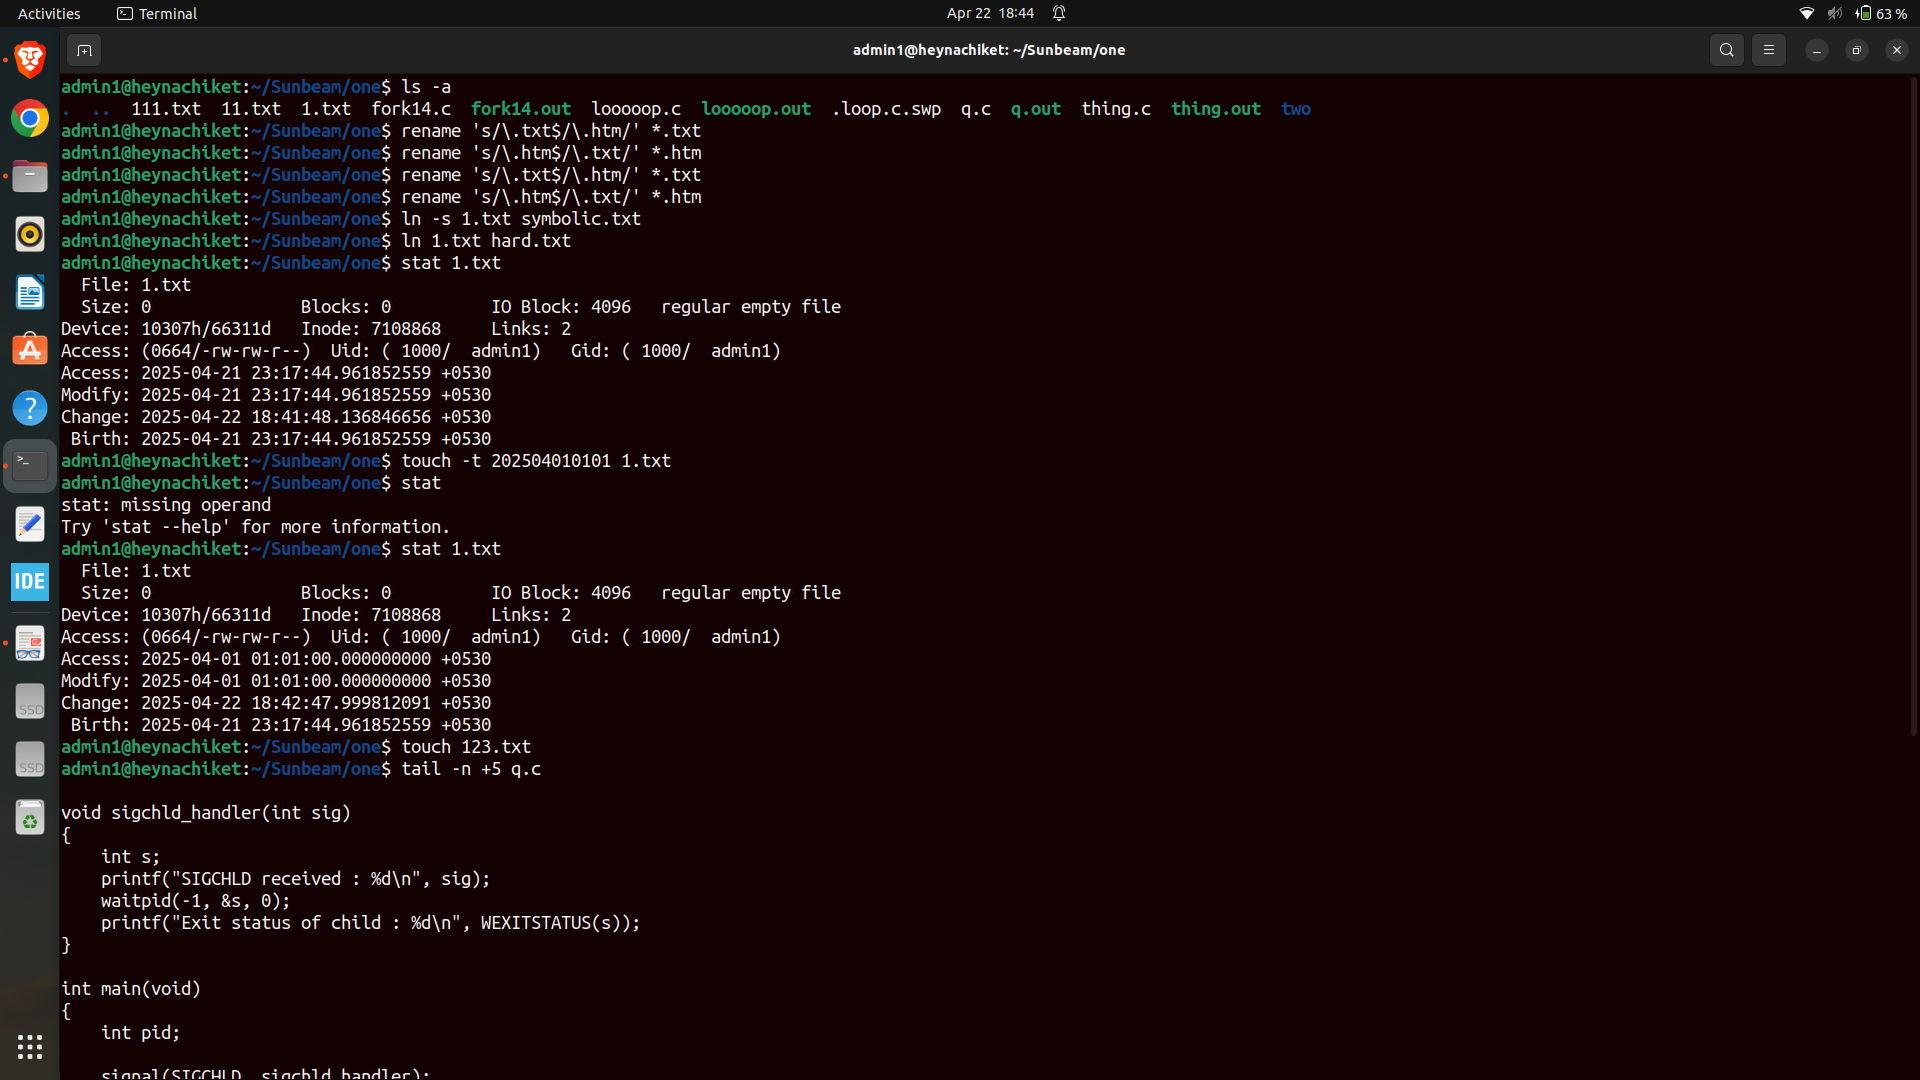 Activities Terminal Apr 22 18:44 63 %
admin1@heynachiket: ~/Sunbeam/one
admin1@heynachiket:~/Sunbeam/one$ ls -a
. .. 111.txt 11.txt 1.txt fork14.c fork14.out looooop.c looooop.out .loop.c.swp q.c q.out thing.c thing.out two
admin1@heynachiket:~/Sunbeam/one$ rename 's/\.txt$/\.htm/' *.txt
admin1@heynachiket:~/Sunbeam/one$ rename 's/\.htm$/\.txt/' *.htm
admin1@heynachiket:~/Sunbeam/one$ rename 's/\.txt$/\.htm/' *.txt
admin1@heynachiket:~/Sunbeam/one$ rename 's/\.htm$/\.txt/' *.htm
admin1@heynachiket:~/Sunbeam/one$ ln -s 1.txt symbolic.txt
admin1@heynachiket:~/Sunbeam/one$ ln 1.txt hard.txt
admin1@heynachiket:~/Sunbeam/one$ stat 1.txt
  File: 1.txt
  Size: 0               Blocks: 0          IO Block: 4096   regular empty file
Device: 10307h/66311d   Inode: 7108868     Links: 2
Access: (0664/-rw-rw-r--)  Uid: ( 1000/  admin1)   Gid: ( 1000/  admin1)
Access: 2025-04-21 23:17:44.961852559 +0530
Modify: 2025-04-21 23:17:44.961852559 +0530
Change: 2025-04-22 18:41:48.136846656 +0530
 Birth: 2025-04-21 23:17:44.961852559 +0530
admin1@heynachiket:~/Sunbeam/one$ touch -t 202504010101 1.txt
admin1@heynachiket:~/Sunbeam/one$ stat
stat: missing operand
Try 'stat --help' for more information.
admin1@heynachiket:~/Sunbeam/one$ stat 1.txt
  File: 1.txt
  Size: 0               Blocks: 0          IO Block: 4096   regular empty file
Device: 10307h/66311d   Inode: 7108868     Links: 2
Access: (0664/-rw-rw-r--)  Uid: ( 1000/  admin1)   Gid: ( 1000/  admin1)
Access: 2025-04-01 01:01:00.000000000 +0530
Modify: 2025-04-01 01:01:00.000000000 +0530
Change: 2025-04-22 18:42:47.999812091 +0530
 Birth: 2025-04-21 23:17:44.961852559 +0530
admin1@heynachiket:~/Sunbeam/one$ touch 123.txt
admin1@heynachiket:~/Sunbeam/one$ tail -n +5 q.c
void sigchld_handler(int sig)
{
    int s;
    printf("SIGCHLD received : %d\n", sig);
    waitpid(-1, &s, 0);
    printf("Exit status of child : %d\n", WEXITSTATUS(s));
}
int main(void)
{
    int pid;
    signal(SIGCHLD, sigchld_handler);
IDE
SSD
SSD